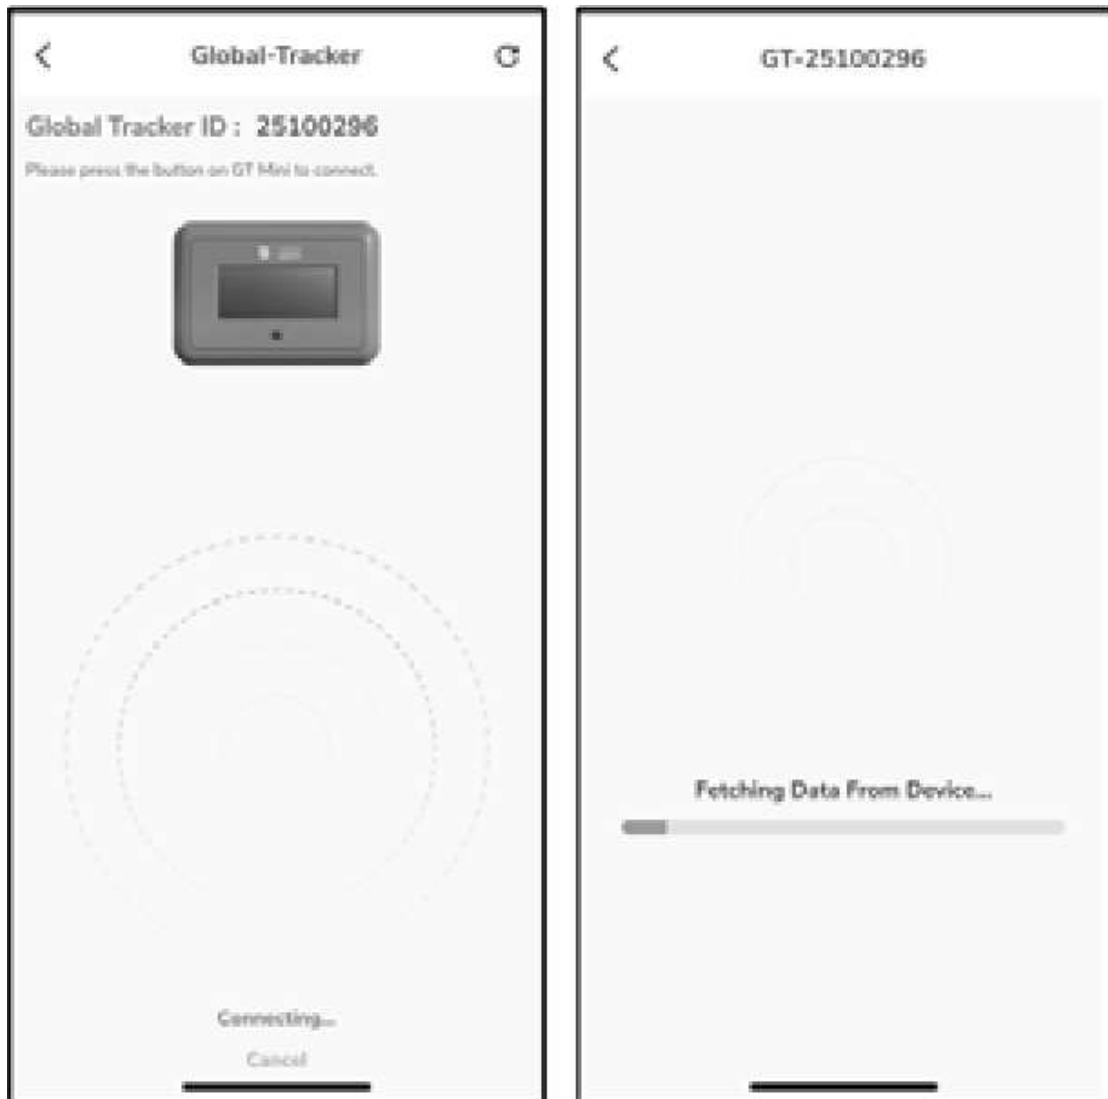 Global-Tracker
Global Tracker ID : 25100296
Please press the button on GT Mini to connect.
Connecting...
Cancel
GT-25100296
Fetching Data From Device...